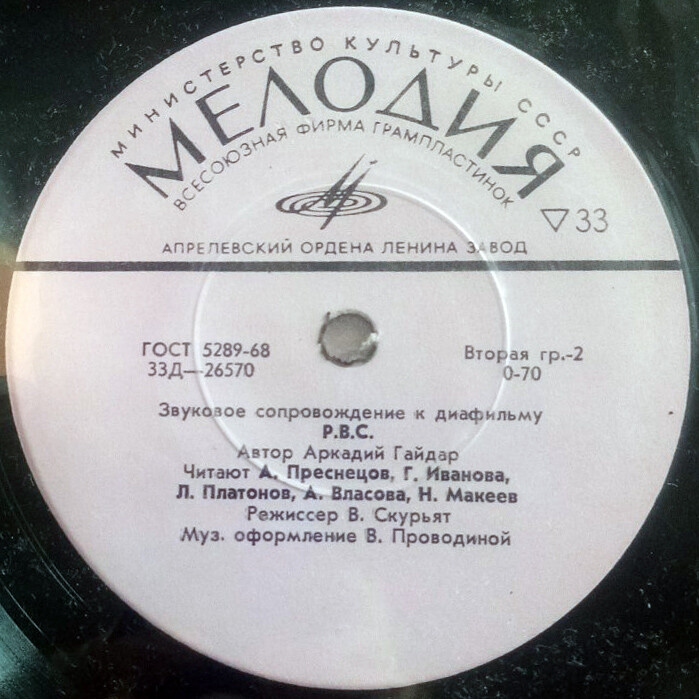 МИНИСТЕРСТВО КУЛЬТУРЫ СССР
МЕЛОДИЯ
ВСЕСОЮЗНАЯ ФИРМА ГРАМПЛАСТИНОК
33
АПРЕЛЕВСКИЙ ОРДЕНА ЛЕНИНА ЗАВОД
ГОСТ 5289-68 Вторая гр.-2
33Д—26570 0-70
Звуковое сопровождение к диафильму
Р.В.С.
Автор Аркадий Гайдар
Читают А. Преснецов, Г. Иванова,
Л. Платонов, А. Власова, Н. Макеев
Режиссер В. Скурьят
Муз. оформление В. Проводиной